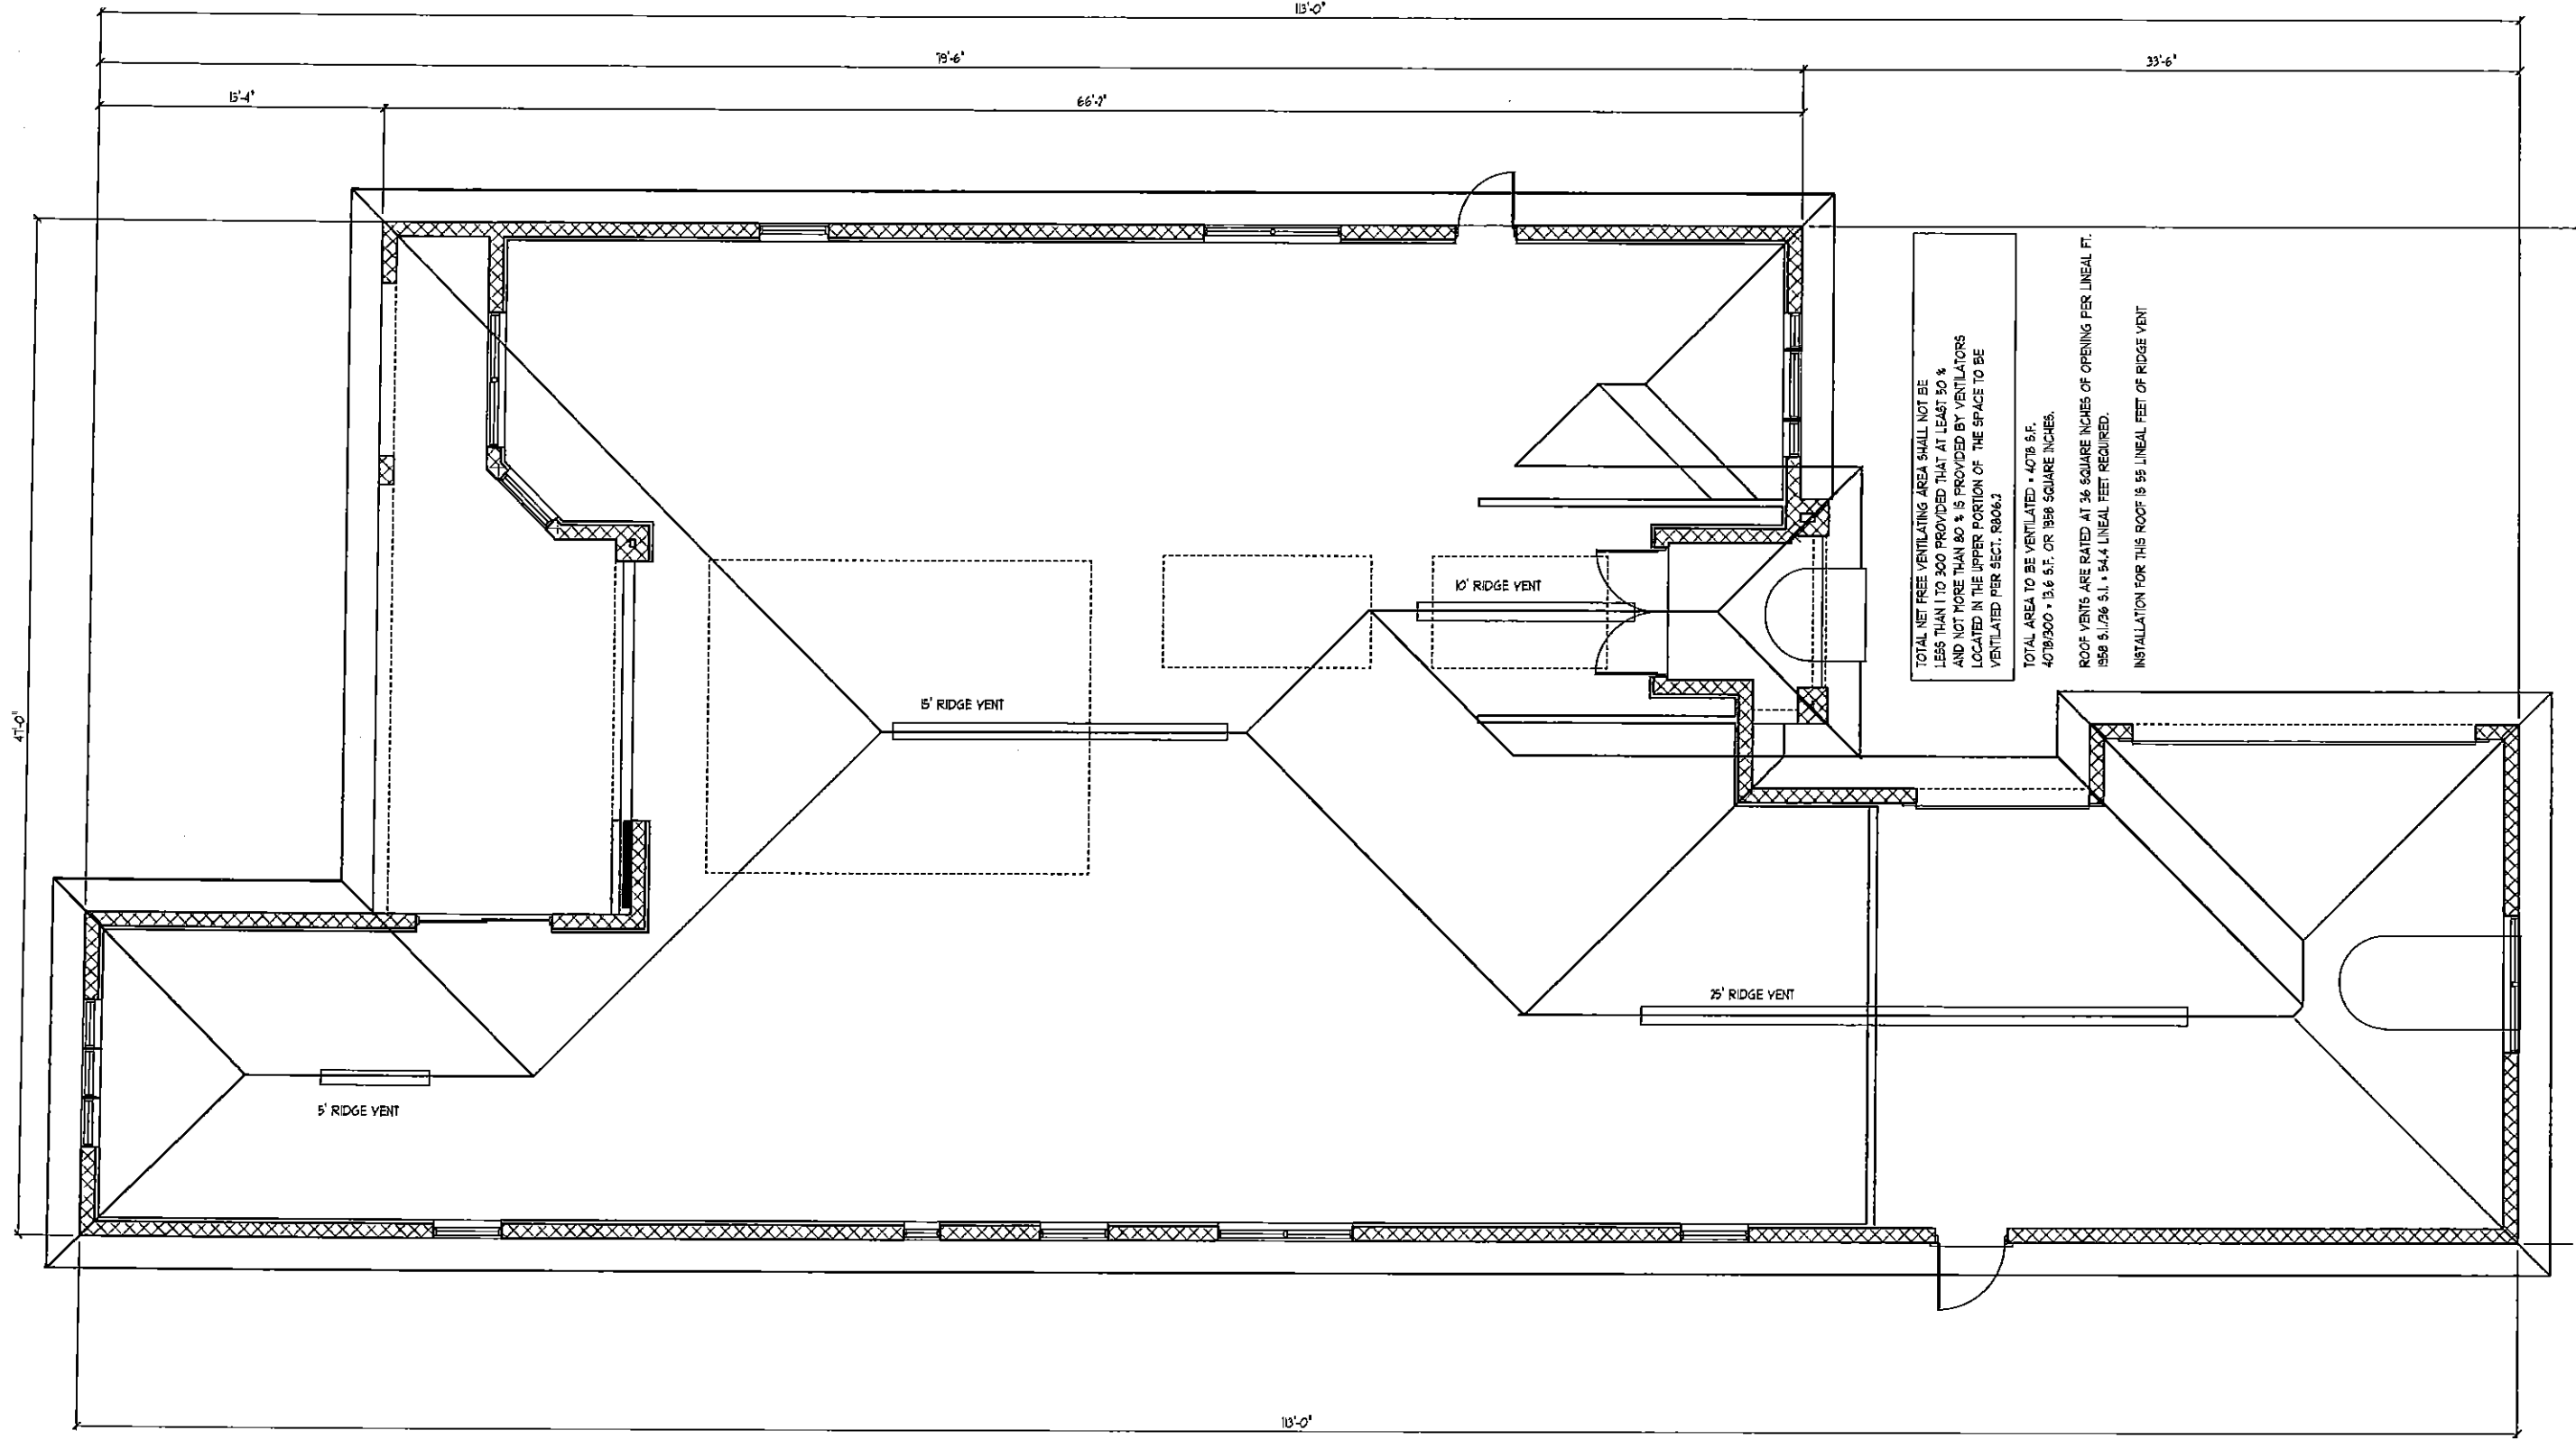 113'-0"
79'-6"
33'-6"
13'-4"
66'-2"
47'-0"
10' RIDGE VENT
15' RIDGE VENT
25' RIDGE VENT
5' RIDGE VENT
TOTAL NET FREE VENTILATING AREA SHALL NOT BE
LESS THAN 1 TO 300 PROVIDED THAT AT LEAST 50 %
AND NOT MORE THAN 80 % IS PROVIDED BY VENTILATORS
LOCATED IN THE UPPER PORTION OF THE SPACE TO BE
VENTILATED PER SECT. R806.2
TOTAL AREA TO BE VENTILATED = 4078 S.F.
4078/300 = 13.6 S.F. OR 1958 SQUARE INCHES.
ROOF VENTS ARE RATED AT 36 SQUARE INCHES OF OPENING PER LINEAL FT.
1958 S.I./36 S.I. = 54.4 LINEAL FEET REQUIRED.
INSTALLATION FOR THIS ROOF IS 55 LINEAL FEET OF RIDGE VENT
113'-0"